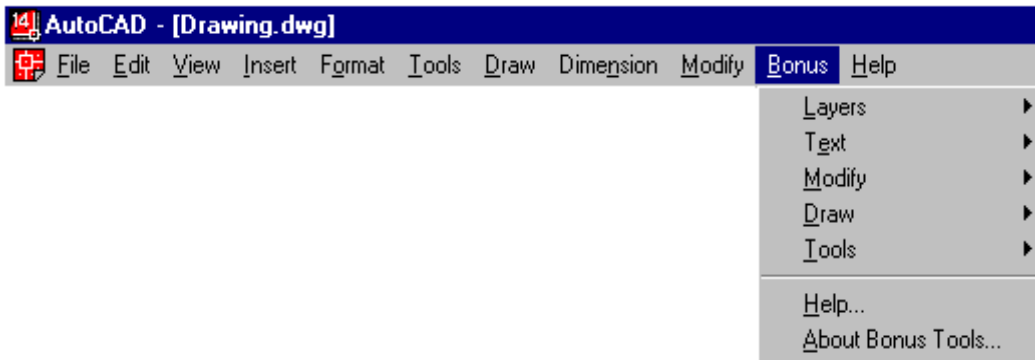 14 AutoCAD - [Drawing.dwg]
File Edit View Insert Format Tools Draw Dimension Modify Bonus Help
Layers
Text
Modify
Draw
Tools
Help...
About Bonus Tools...